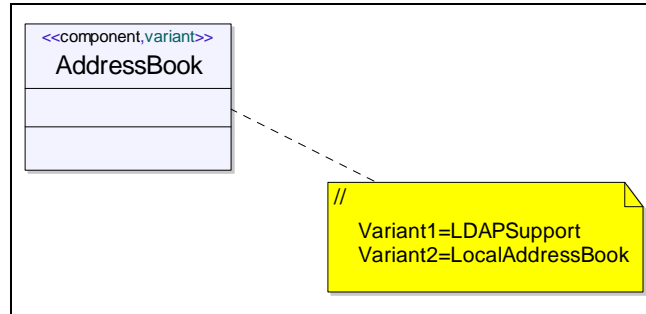 <<component,variant>>
AddressBook
//
Variant1=LDAPSupport
Variant2=LocalAddressBook